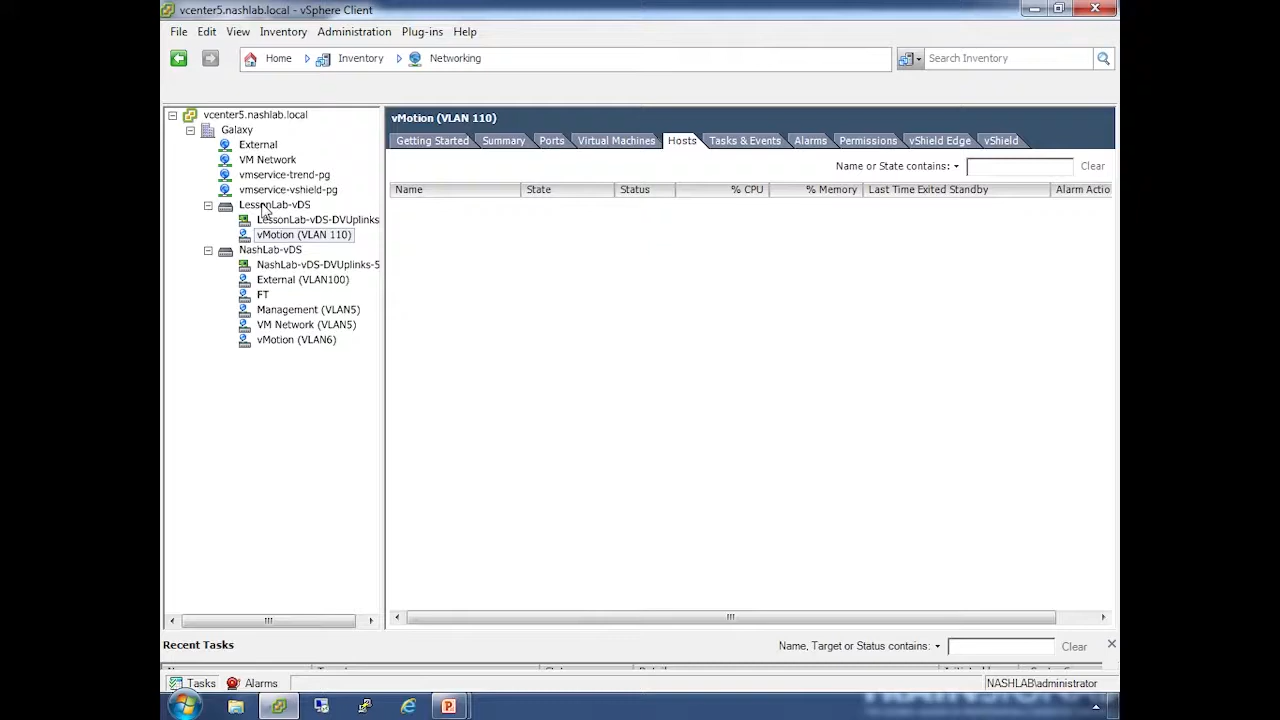 vcenter5.nashlab.local - vSphere Client
File Edit View Inventory Administration Plug-ins Help
Home Inventory Networking Search Inventory
vcenter5.nashlab.local
Galaxy
External
VM Network
vmservice-trend-pg
vmservice-vshield-pg
LessonLab-vDS
LessonLab-vDS-DVUplinks
vMotion (VLAN 110)
NashLab-vDS
NashLab-vDS-DVUplinks-5
External (VLAN100)
FT
Management (VLAN5)
VM Network (VLAN5)
vMotion (VLAN6)
vMotion (VLAN 110)
Getting Started Summary Ports Virtual Machines Hosts Tasks & Events Alarms Permissions vShield Edge vShield
Name or State contains: Clear
Name State Status % CPU % Memory Last Time Exited Standby Alarm Actio
Recent Tasks Name, Target or Status contains: Clear
Tasks Alarms NASHLAB\administrator